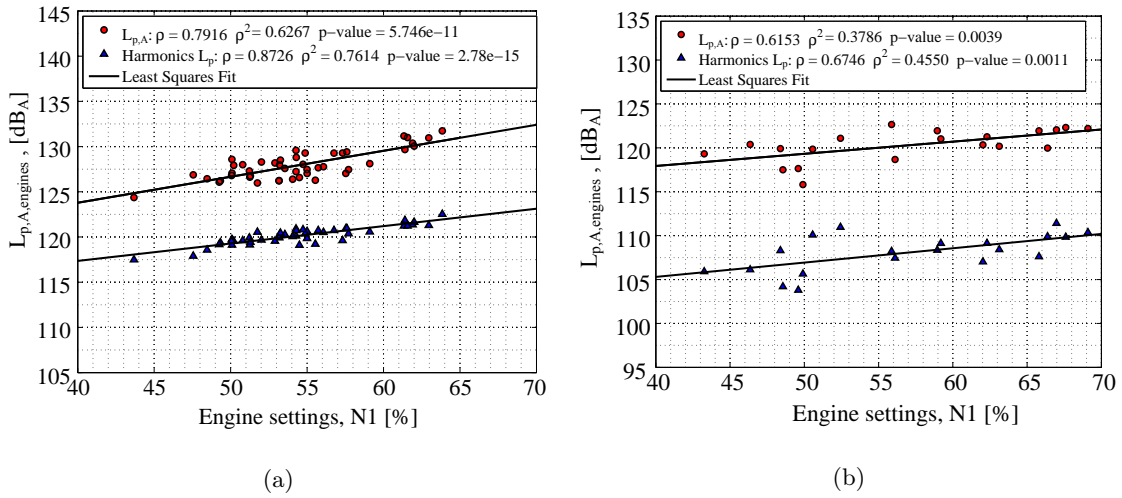 L_{p,A}: ρ = 0.7916 ρ² = 0.6267 p-value = 5.746e-11
Harmonics L_p: ρ = 0.8726 ρ² = 0.7614 p-value = 2.78e-15
Least Squares Fit
L_{p,A,engines} , [dB_A]
145
140
135
130
125
120
115
110
105
40 45 50 55 60 65 70
Engine settings, N1 [%]
(a)
L_{p,A}: ρ = 0.6153 ρ² = 0.3786 p-value = 0.0039
Harmonics L_p: ρ = 0.6746 ρ² = 0.4550 p-value = 0.0011
Least Squares Fit
L_{p,A,engines} , [dB_A]
135
130
125
120
115
110
105
100
95
40 45 50 55 60 65 70
Engine settings, N1 [%]
(b)